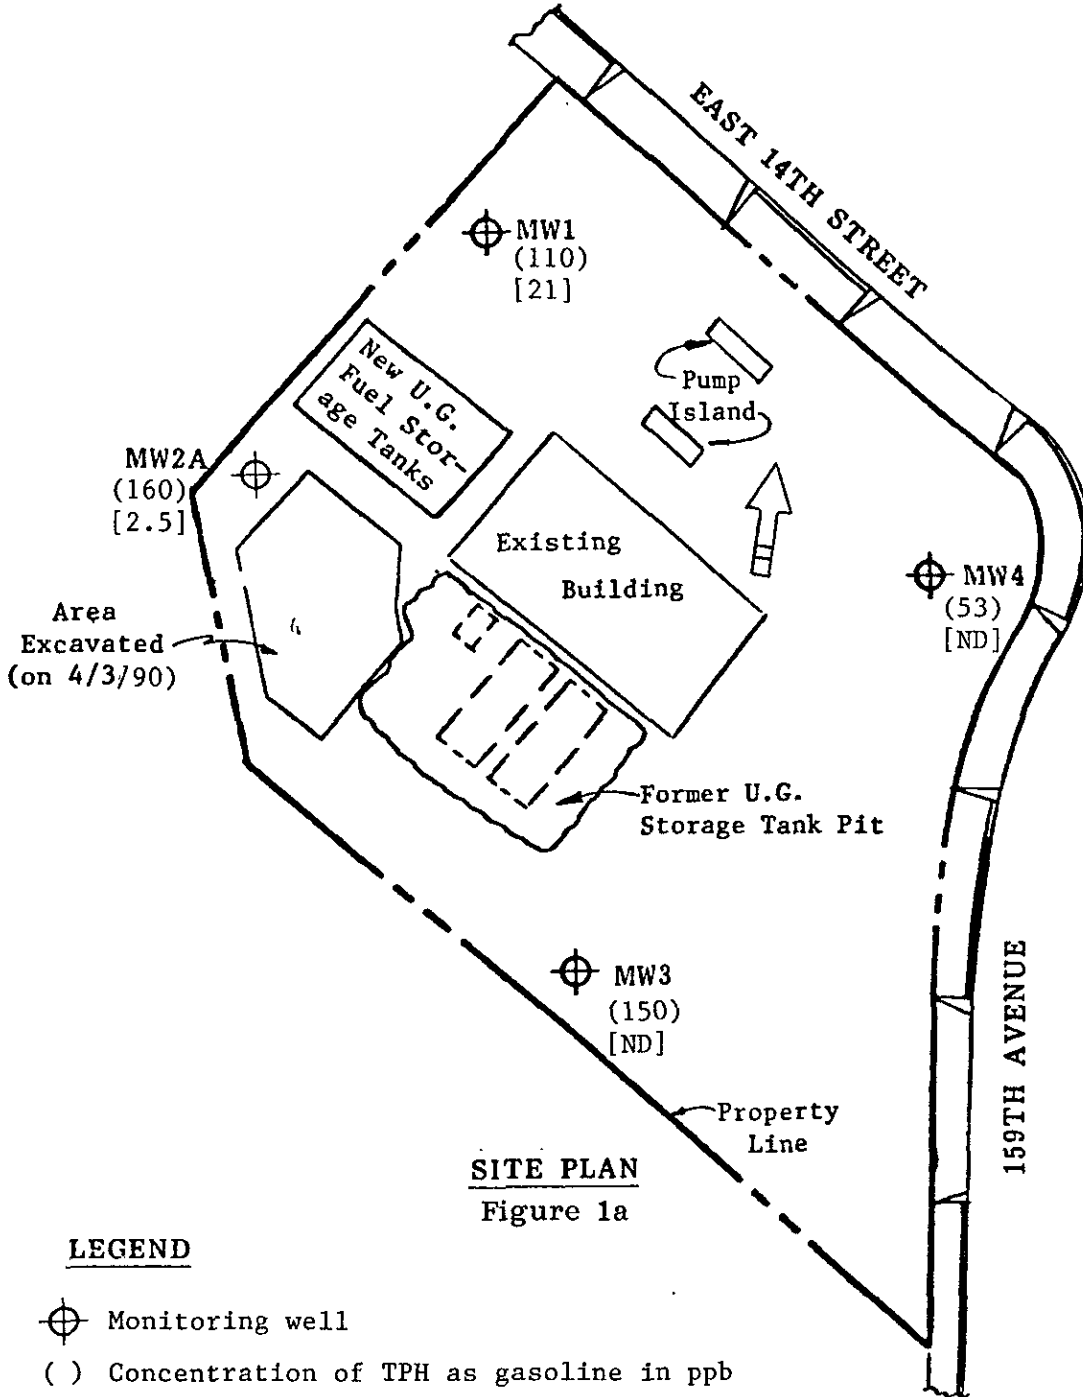 EAST 14TH STREET
MW1
(110)
[21]
New U.G.
Fuel Stor-
age Tanks
Pump
Island
MW2A
(160)
[2.5]
Existing
Building
MW4
(53)
[ND]
Area
Excavated
(on 4/3/90)
Former U.G.
Storage Tank Pit
MW3
(150)
[ND]
159TH AVENUE
Property
Line
SITE PLAN
Figure 1a
LEGEND
Monitoring well
( ) Concentration of TPH as gasoline in ppb